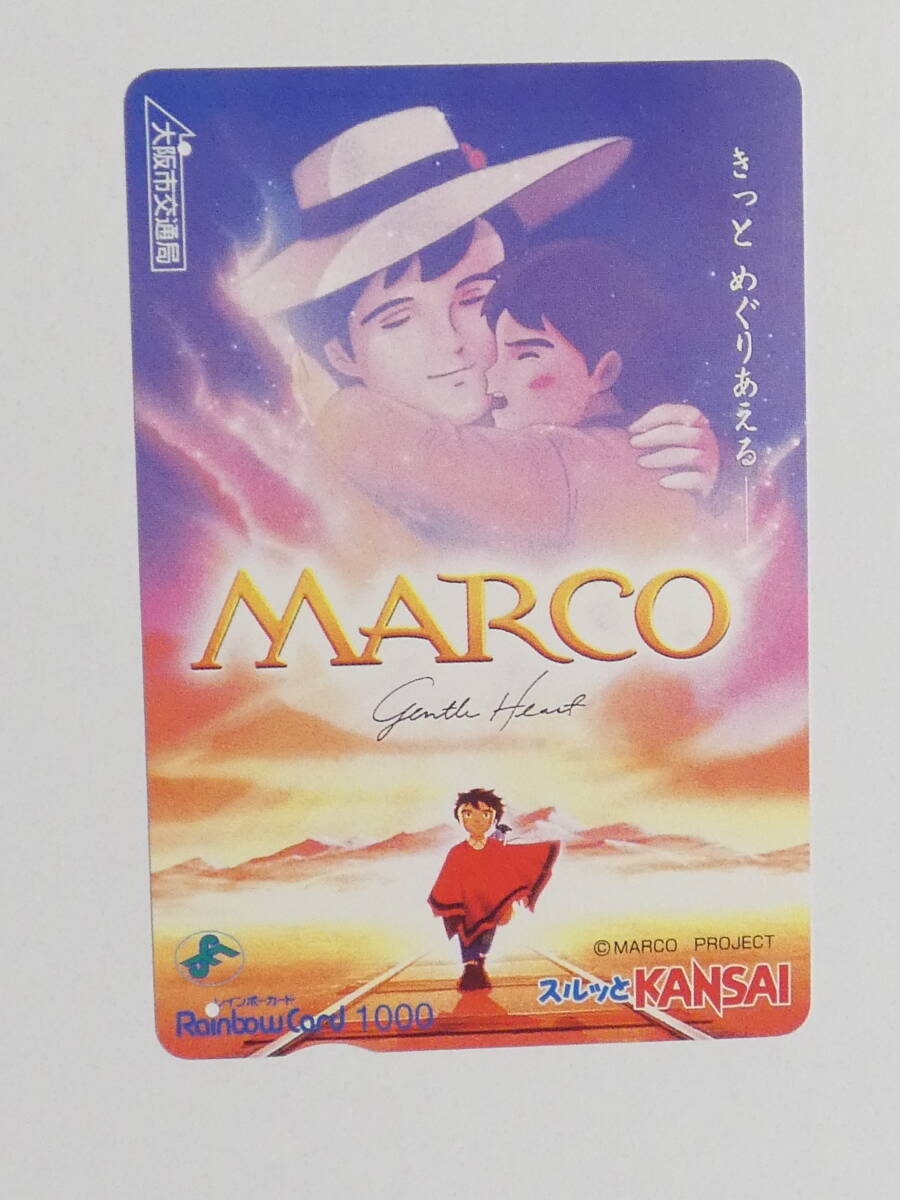 大阪市交通局
きっと めぐりあえる——
MARCO
Gentle Heart
©MARCO PROJECT
スルッとKANSAI
レインボーカード
Rainbow Card 1000